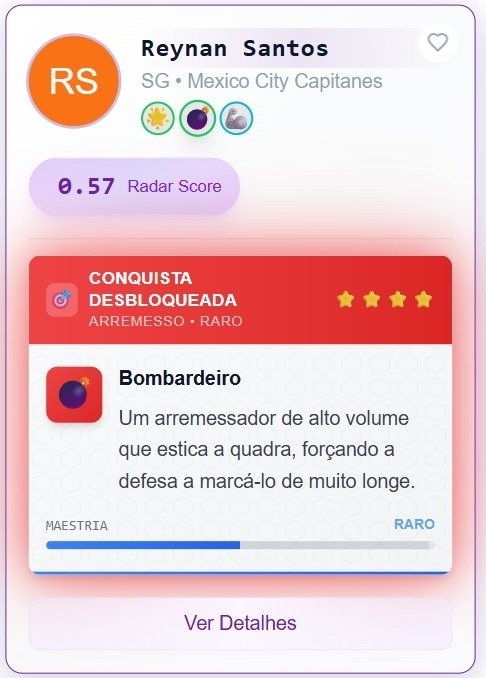 RS
Reynan Santos
SG • Mexico City Capitanes
0.57 Radar Score
CONQUISTA
DESBLOQUEADA
ARREMESSO • RARO
Bombardeiro
Um arremessador de alto volume
que estica a quadra, forçando a
defesa a marcá-lo de muito longe.
MAESTRIA
RARO
Ver Detalhes